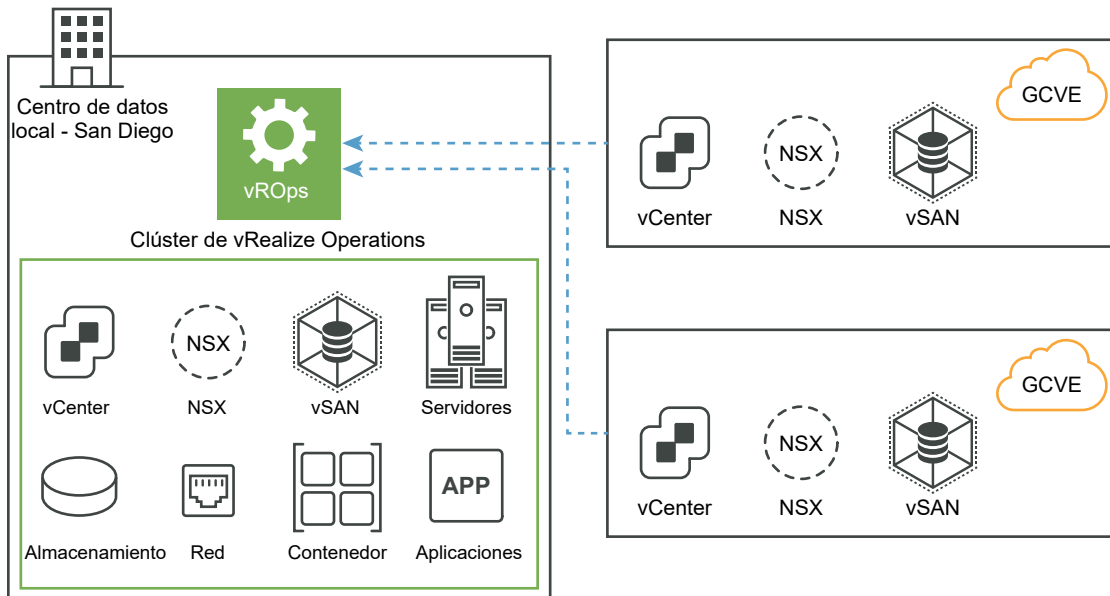 Centro de datos
local - San Diego
vROps
Clúster de vRealize Operations
NSX
vCenter
NSX
vSAN
Servidores
APP
Almacenamiento
Red
Contenedor
Aplicaciones
GCVE
NSX
vCenter
NSX
vSAN
GCVE
NSX
vCenter
NSX
vSAN